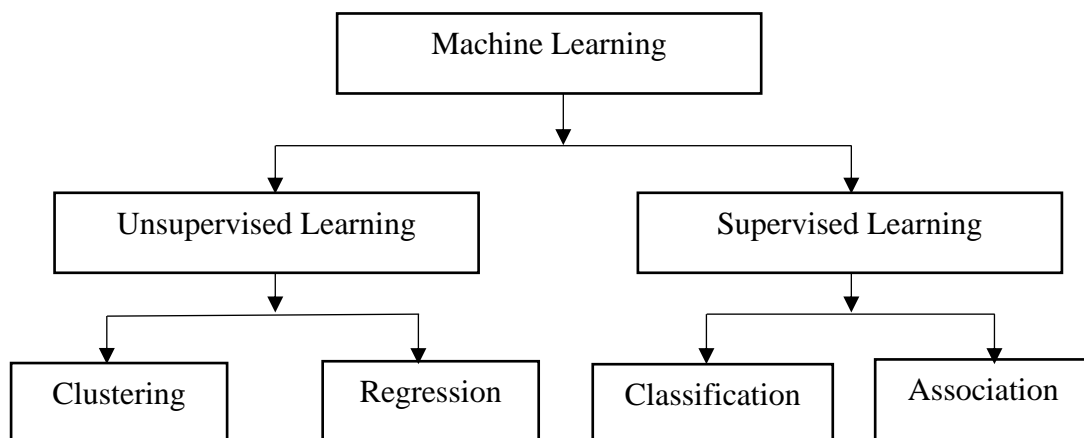 Machine Learning
Unsupervised Learning
Supervised Learning
Clustering
Regression
Classification
Association